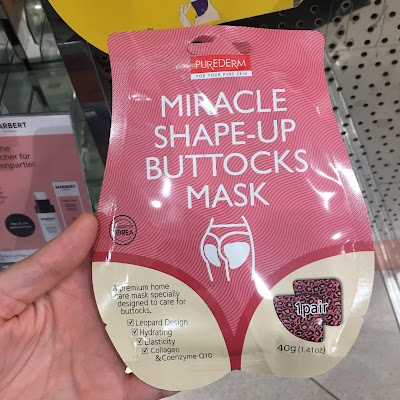 PUREDERM
FOR YOUR PURE SKIN
MIRACLE
SHAPE-UP
BUTTOCKS
MASK
KOREA
A premium home
care mask specially
designed to care for
buttocks.
Leopard Design
Hydrating
Elasticity
Collagen
&Coenzyme Q10
1pair
40g (1.41oz)
MARBERT